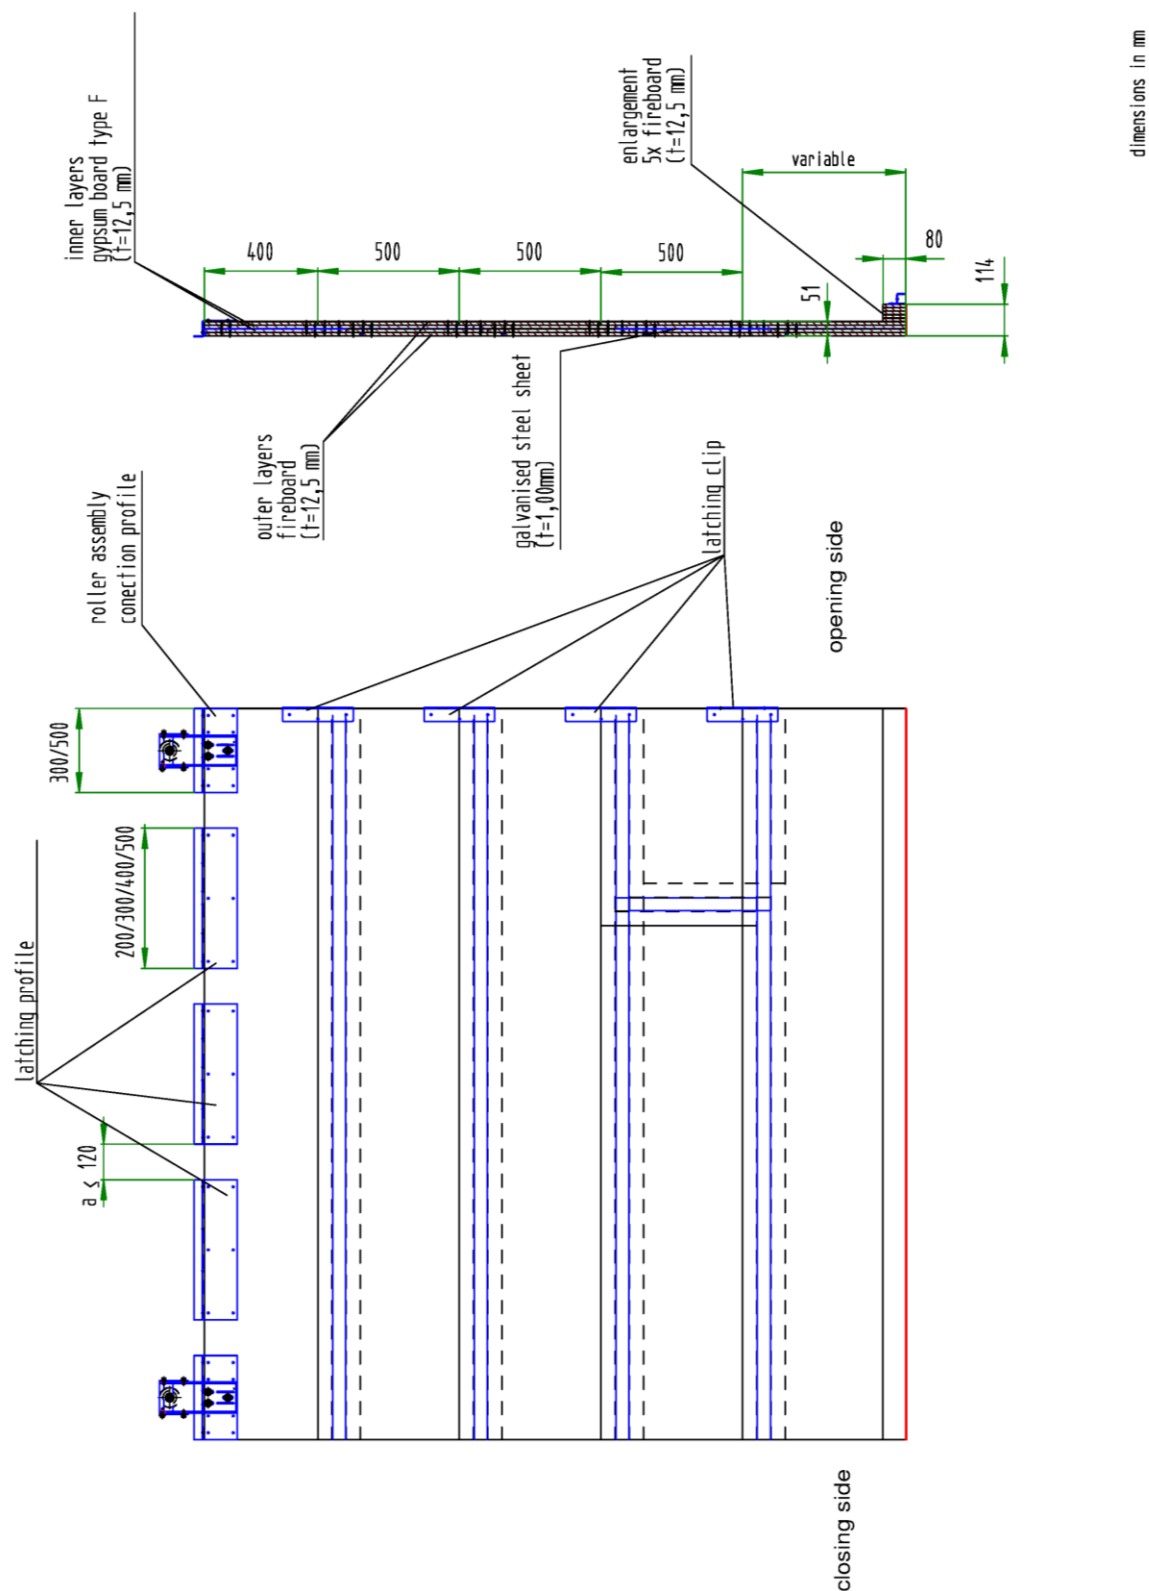 inner layers
gypsum board type F
(t=12,5 mm)
enlargement
5x fireboard
(t=12,5 mm)
dimensions in mm
400
500
500
500
variable
51
80
114
roller assembly
conection profile
outer layers
fireboard
(t=12,5 mm)
galvanised steel sheet
(t=1,00mm)
latching clip
opening side
300/500
200/300/400/500
latching profile
a ≤ 120
closing side